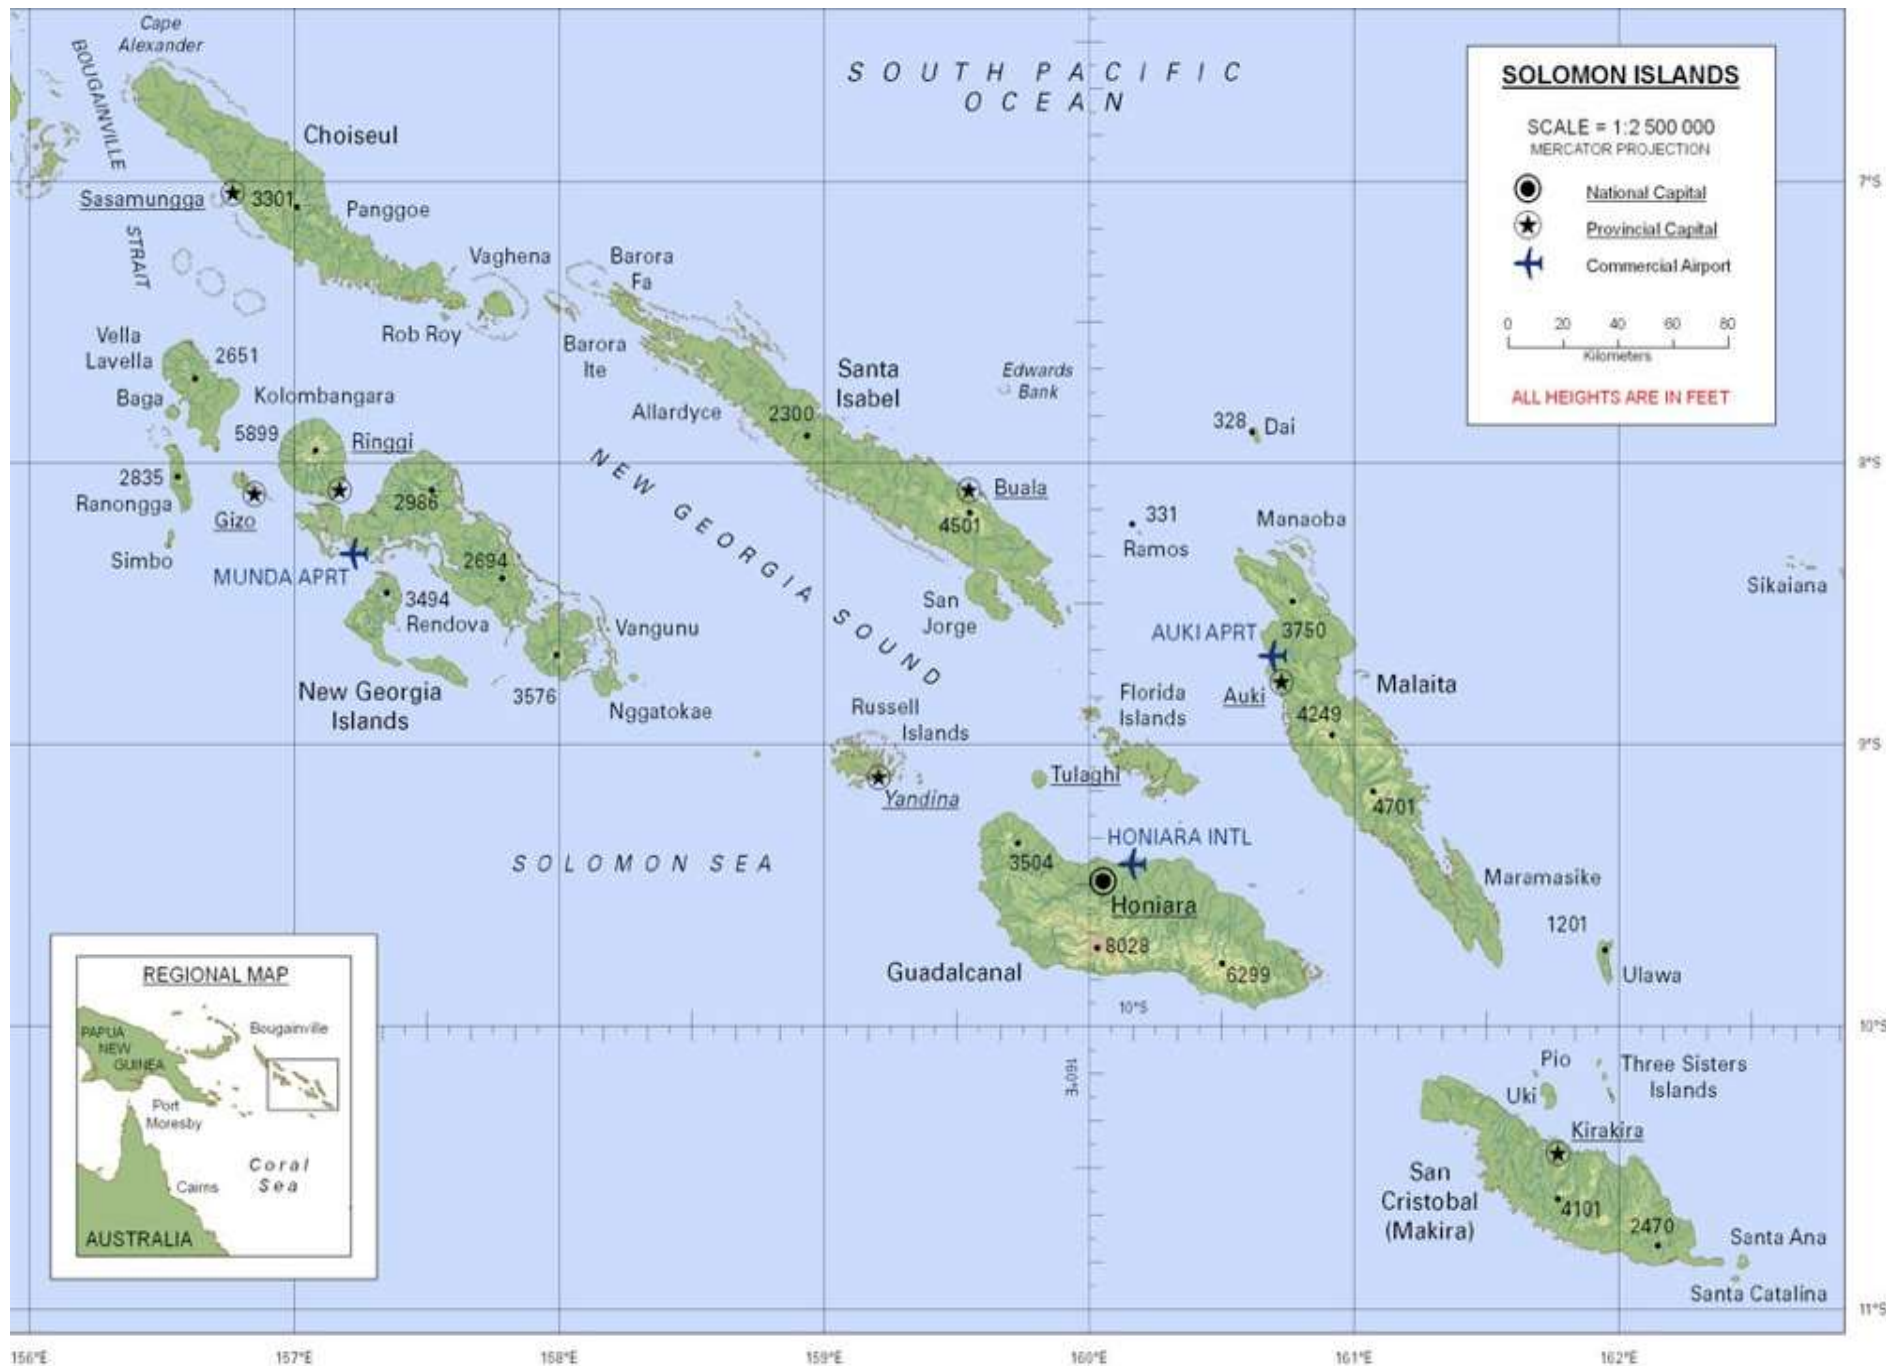 Cape
Alexander
BOUGAINVILLE
STRAIT
SOUTH PACIFIC
OCEAN
Choiseul
Sasamungga
3301
Panggoe
Vaghena
Barora
Fa
Rob Roy
Barora
Ite
Vella
Lavella
2651
Baga
Kolombangara
5899
Ringgi
2835
Ranongga
Gizo
2986
Simbo
MUNDA APRT
2694
3494
Rendova
Vangunu
New Georgia
Islands
3576
Nggatokae
Allardyce
2300
Santa
Isabel
Edwards
Bank
328
Dai
NEW GEORGIA SOUND
Buala
4501
331
Ramos
Manaoba
Sikaiana
San
Jorge
AUKI APRT
3750
Auki
Malaita
4249
4701
Russell
Islands
Florida
Islands
Yandina
Tulaghi
SOLOMON SEA
HONIARA INTL
3504
Honiara
8028
6299
Guadalcanal
Maramasike
1201
Ulawa
10°S
160°E
Pio
Uki
Three Sisters
Islands
Kirakira
San
Cristobal
(Makira)
4101
2470
Santa Ana
Santa Catalina
SOLOMON ISLANDS
SCALE = 1:2 500 000
MERCATOR PROJECTION
National Capital
Provincial Capital
Commercial Airport
0 20 40 60 80
Kilometers
ALL HEIGHTS ARE IN FEET
7°S
8°S
9°S
10°S
11°S
REGIONAL MAP
PAPUA
NEW
GUINEA
Bougainville
Port
Moresby
Coral
Sea
Cairns
AUSTRALIA
156°E 157°E 158°E 159°E 160°E 161°E 162°E